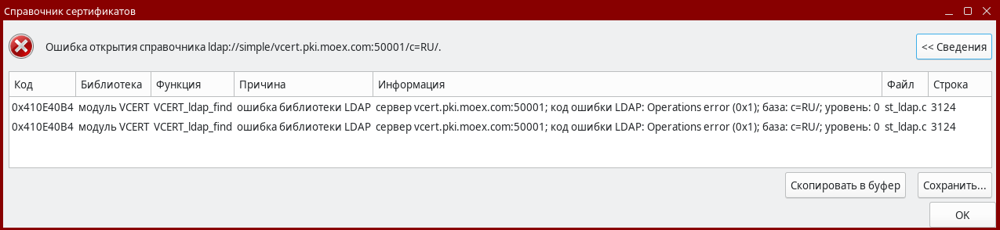 Справочник сертификатов
Ошибка открытия справочника ldap://simple/vcert.pki.moex.com:50001/c=RU/.
<< Сведения
Код Библиотека Функция Причина Информация Файл Строка
0x410E40B4 модуль VCERT VCERT_ldap_find ошибка библиотеки LDAP сервер vcert.pki.moex.com:50001; код ошибки LDAP: Operations error (0x1); база: c=RU/; уровень: 0 st_ldap.c 3124
0x410E40B4 модуль VCERT VCERT_ldap_find ошибка библиотеки LDAP сервер vcert.pki.moex.com:50001; код ошибки LDAP: Operations error (0x1); база: c=RU/; уровень: 0 st_ldap.c 3124
Скопировать в буфер Сохранить...
OK